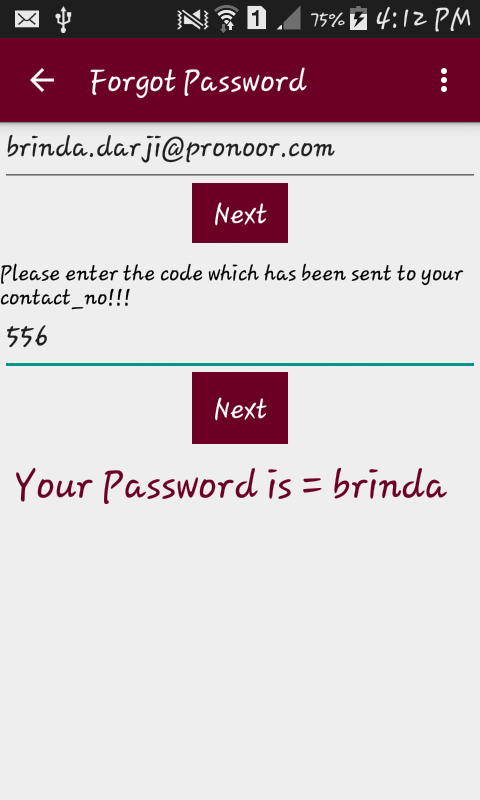 1 75% 4:12 PM
Forgot Password
brinda.darji@pronoor.com
Next
Please enter the code which has been sent to your
contact_no!!!
556
Next
Your Password is = brinda